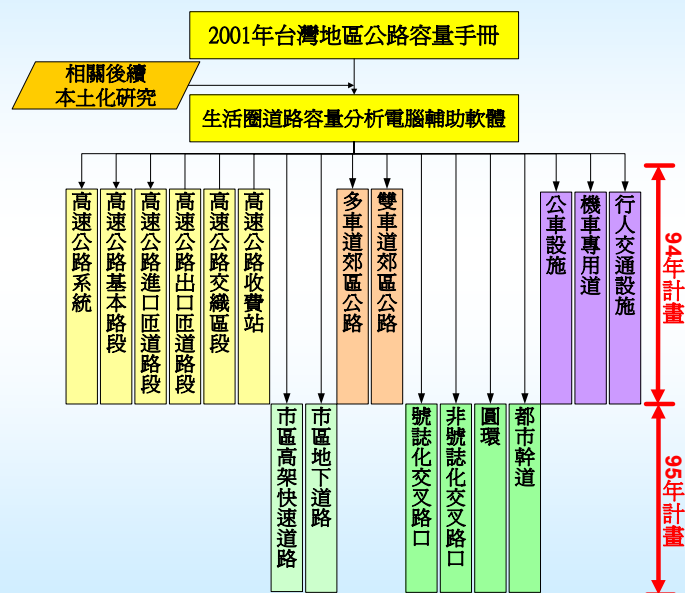 2001年台灣地區公路容量手冊
相關後續
本土化研究
生活圈道路容量分析電腦輔助軟體
高速公路系統
高速公路基本路段
高速公路進口匝道路段
高速公路出口匝道路段
高速公路交織區段
高速公路收費站
多車道郊區公路
雙車道郊區公路
公車設施
機車專用道
行人交通設施
94年計畫
市區高架快速道路
市區地下道路
號誌化交叉路口
非號誌化交叉路口
圓環
都市幹道
95年計畫